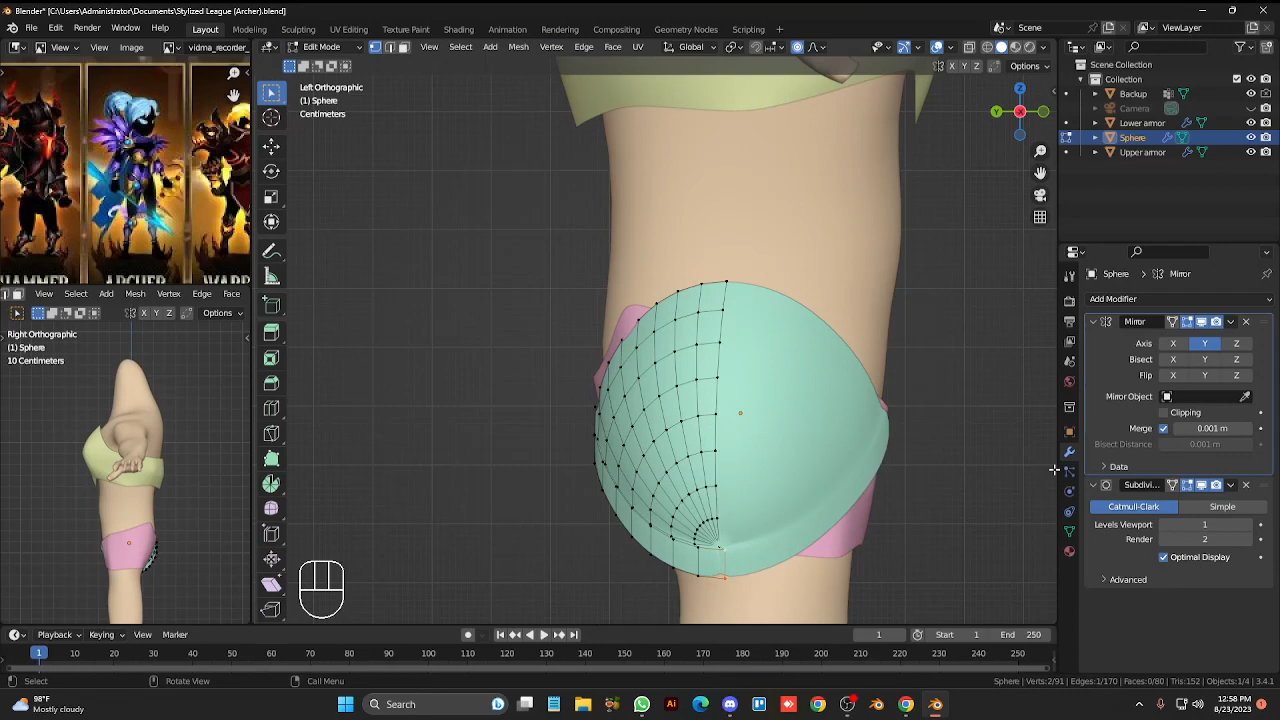 Blender* [C:\Users\Administrator\Documents\Stylized League (Archer).blend]
File Edit Render Window Help
Layout Modeling Sculpting UV Editing Texture Paint Shading Animation Rendering Compositing Geometry Nodes Scripting +
Scene
ViewLayer
View View Image vidma_recorder_
Edit Mode View Select Add Mesh Vertex Edge Face UV Global
X Y Z Options
Left Orthographic
(1) Sphere
Centimeters
Z
Y
HAMMER ARCHER
View Select Add Mesh Vertex Edge Face
X Y Z Options
Right Orthographic
(1) Sphere
10 Centimeters
Scene Collection
Collection
Backup
Camera
Lower armor
Sphere
Upper armor
Sphere > Mirror
Add Modifier
Mirror
Axis X Y Z
Bisect X Y Z
Flip X Y Z
Mirror Object
Clipping
Merge 0.001 m
Bisect Distance 0.001 m
> Data
Subdivi...
Catmull-Clark Simple
Levels Viewport 1
Render 2
Optimal Display
> Advanced
Playback Keying View Marker
1 Start 1 End 250
1 10 20 30 40 50 60 70 80 90 100 110 120 130 140 150 160 170 180 190 200 210 220 230 240 250
Select Rotate View Call Menu
Sphere | Verts:2/91 | Edges:1/170 | Faces:0/80 | Tris:152 | Objects:1/4 | 3.4.1
98°F
Mostly cloudy
Search
12:58 PM
8/23/2023